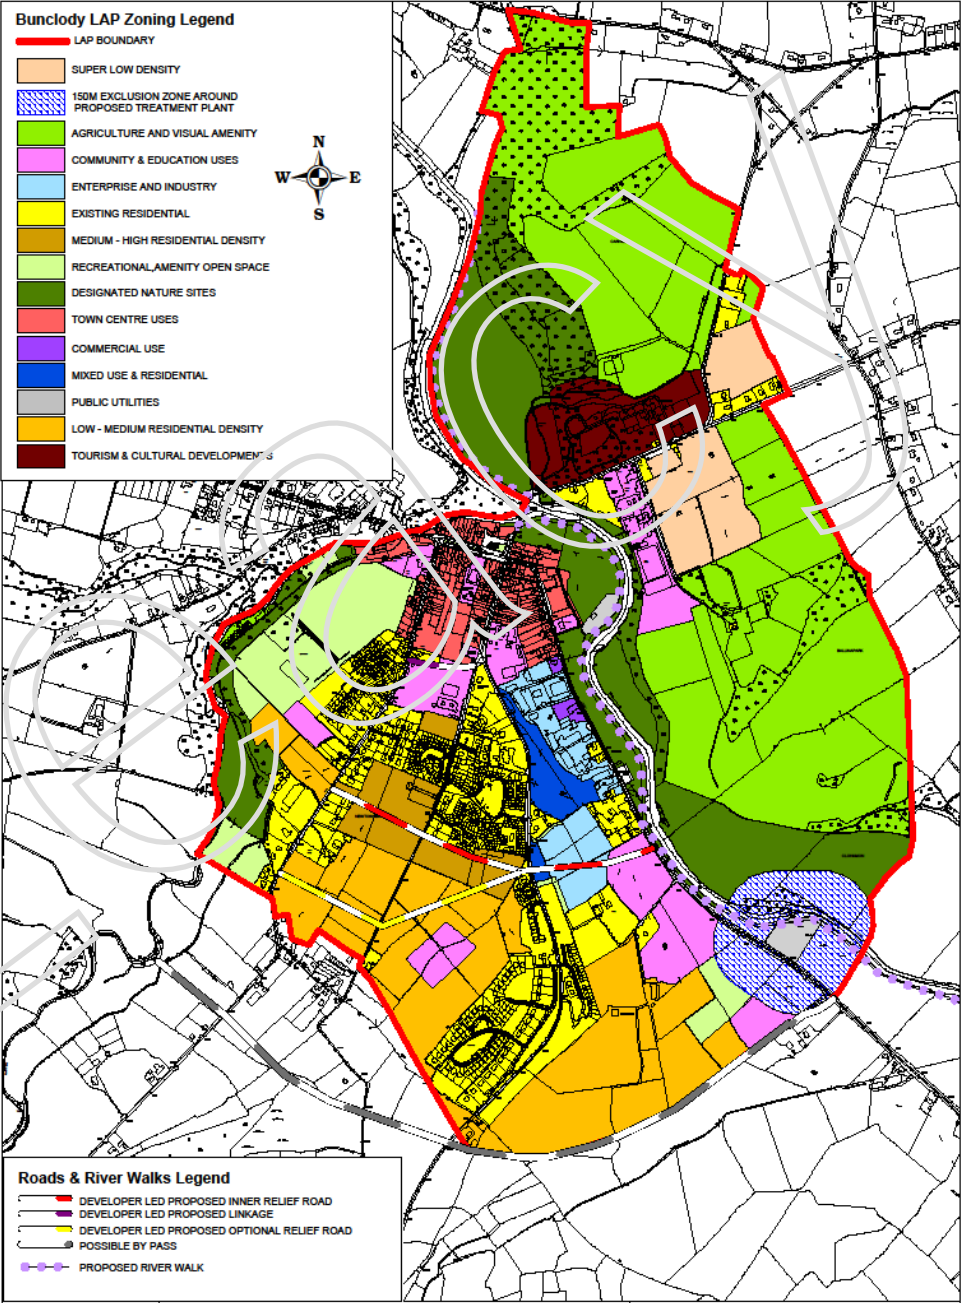 Bunclody LAP Zoning Legend
LAP BOUNDARY
SUPER LOW DENSITY
150M EXCLUSION ZONE AROUND
PROPOSED TREATMENT PLANT
AGRICULTURE AND VISUAL AMENITY
COMMUNITY & EDUCATION USES
ENTERPRISE AND INDUSTRY
EXISTING RESIDENTIAL
MEDIUM - HIGH RESIDENTIAL DENSITY
RECREATIONAL,AMENITY OPEN SPACE
DESIGNATED NATURE SITES
TOWN CENTRE USES
COMMERCIAL USE
MIXED USE & RESIDENTIAL
PUBLIC UTILITIES
LOW - MEDIUM RESIDENTIAL DENSITY
TOURISM & CULTURAL DEVELOPMENTS
N
W E
S
Roads & River Walks Legend
DEVELOPER LED PROPOSED INNER RELIEF ROAD
DEVELOPER LED PROPOSED LINKAGE
DEVELOPER LED PROPOSED OPTIONAL RELIEF ROAD
POSSIBLE BY PASS
PROPOSED RIVER WALK